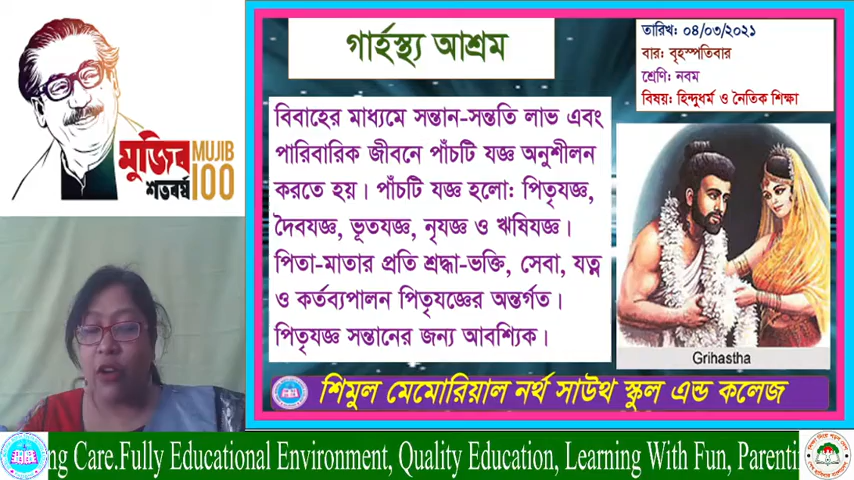 মুজিব
শতবর্ষ
MUJIB
100
গার্হস্থ্য আশ্রম
তারিখ: ০৪/০৩/২০২১
বার: বৃহস্পতিবার
শ্রেণি: নবম
বিষয়: হিন্দুধর্ম ও নৈতিক শিক্ষা
বিবাহের মাধ্যমে সন্তান-সন্ততি লাভ এবং
পারিবারিক জীবনে পাঁচটি যজ্ঞ অনুশীলন
করতে হয়। পাঁচটি যজ্ঞ হলো: পিতৃযজ্ঞ,
দৈবযজ্ঞ, ভূতযজ্ঞ, নৃযজ্ঞ ও ঋষিযজ্ঞ।
পিতা-মাতার প্রতি শ্রদ্ধা-ভক্তি, সেবা, যত্ন
ও কর্তব্যপালন পিতৃযজ্ঞের অন্তর্গত।
পিতৃযজ্ঞ সন্তানের জন্য আবশ্যিক।
Grihastha
শিমুল মেমোরিয়াল নর্থ সাউথ স্কুল এন্ড কলেজ
ng Care.Fully Educational Environment, Quality Education, Learning With Fun, Parenti